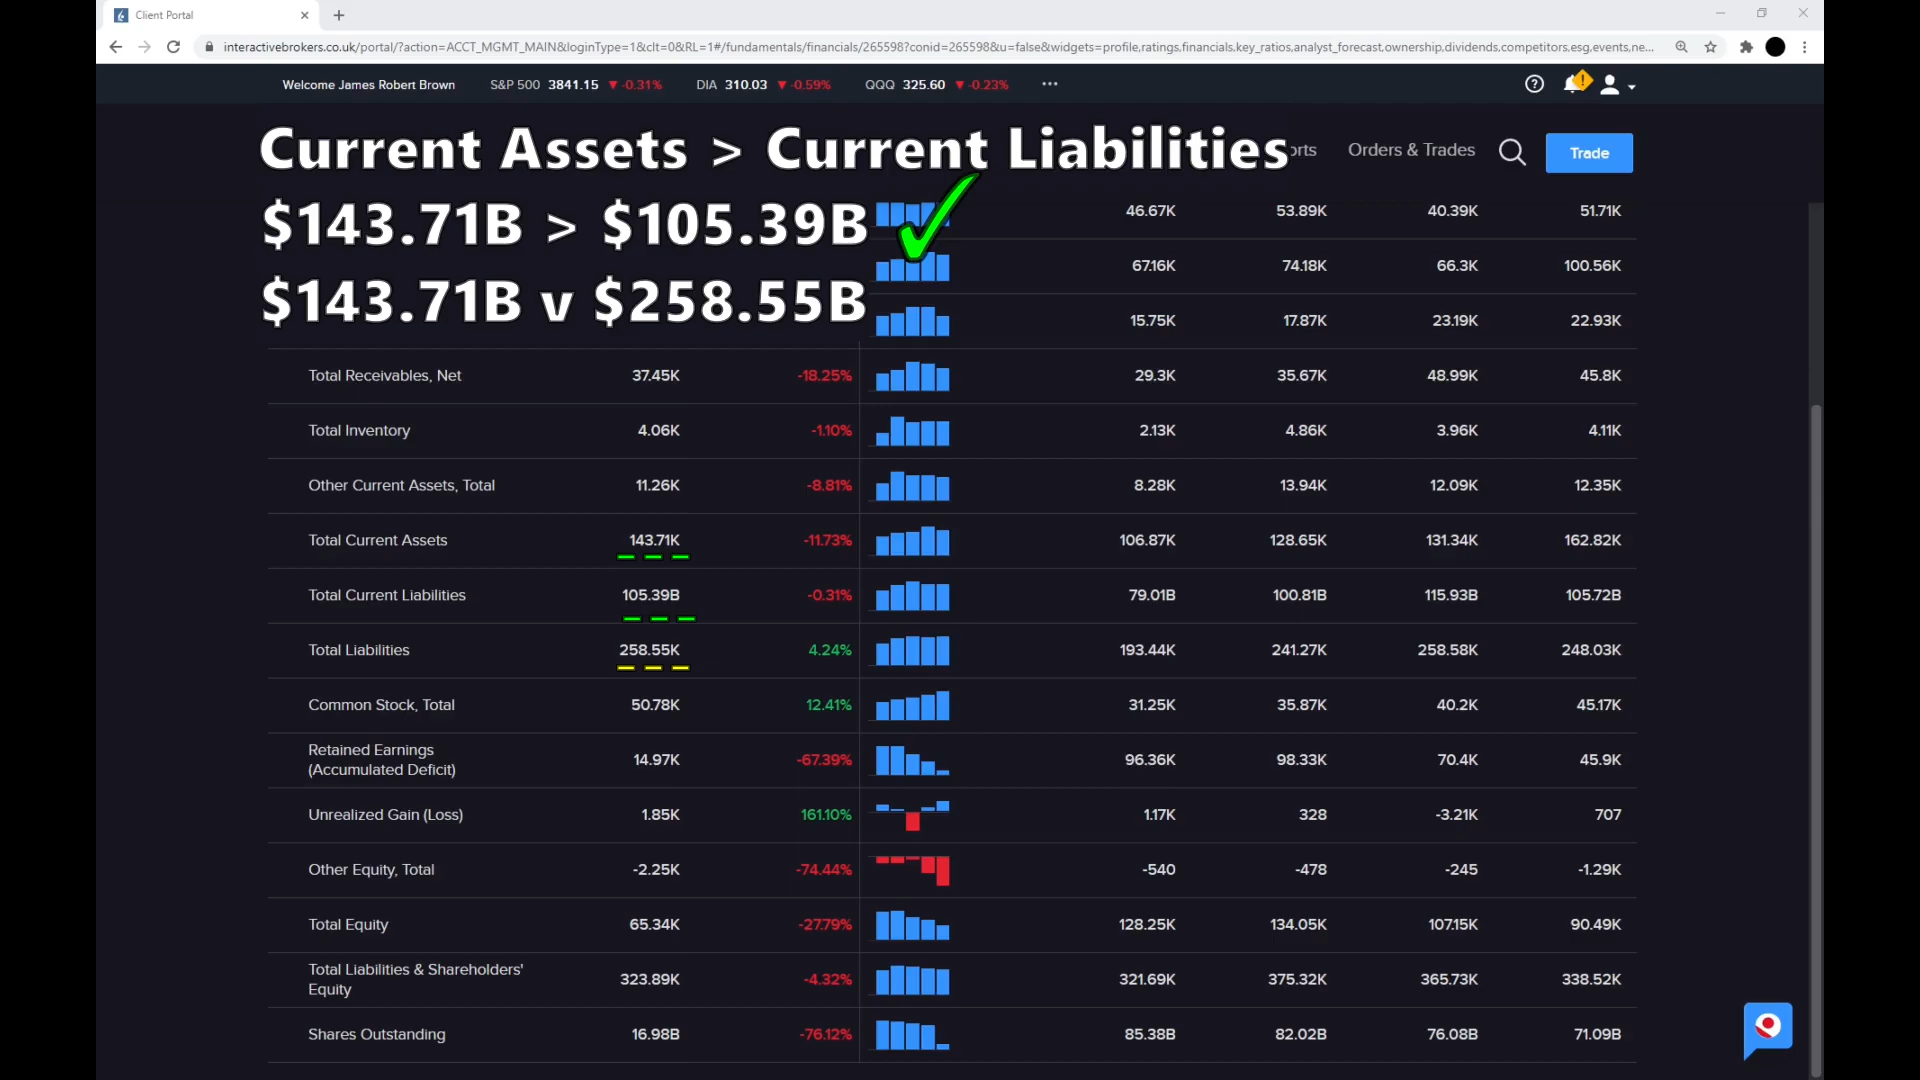 Client Portal
interactivebrokers.co.uk/portal/?action=ACCT_MGMT_MAIN&loginType=1&clt=0&RL=1#/fundamentals/financials/265598?conid=265598&u=false&widgets=profile,ratings,financials,key_ratios,analyst_forecast,ownership,dividends,competitors,esg,events,ne...
Welcome James Robert Brown S&P 500 3841.15 ▼ -0.31% DIA 310.03 ▼ -0.59% QQQ 325.60 ▼ -0.23% •••
Current Assets > Current Liabilities
orts Orders & Trades Trade
$143.71B > $105.39B
46.67K 53.89K 40.39K 51.71K
67.16K 74.18K 66.3K 100.56K
$143.71B v $258.55B
15.75K 17.87K 23.19K 22.93K
Total Receivables, Net 37.45K -18.25% 29.3K 35.67K 48.99K 45.8K
Total Inventory 4.06K -1.10% 2.13K 4.86K 3.96K 4.11K
Other Current Assets, Total 11.26K -8.81% 8.28K 13.94K 12.09K 12.35K
Total Current Assets 143.71K -11.73% 106.87K 128.65K 131.34K 162.82K
Total Current Liabilities 105.39B -0.31% 79.01B 100.81B 115.93B 105.72B
Total Liabilities 258.55K 4.24% 193.44K 241.27K 258.58K 248.03K
Common Stock, Total 50.78K 12.41% 31.25K 35.87K 40.2K 45.17K
Retained Earnings
(Accumulated Deficit) 14.97K -67.39% 96.36K 98.33K 70.4K 45.9K
Unrealized Gain (Loss) 1.85K 161.10% 1.17K 328 -3.21K 707
Other Equity, Total -2.25K -74.44% -540 -478 -245 -1.29K
Total Equity 65.34K -27.79% 128.25K 134.05K 107.15K 90.49K
Total Liabilities & Shareholders'
Equity 323.89K -4.32% 321.69K 375.32K 365.73K 338.52K
Shares Outstanding 16.98B -76.12% 85.38B 82.02B 76.08B 71.09B